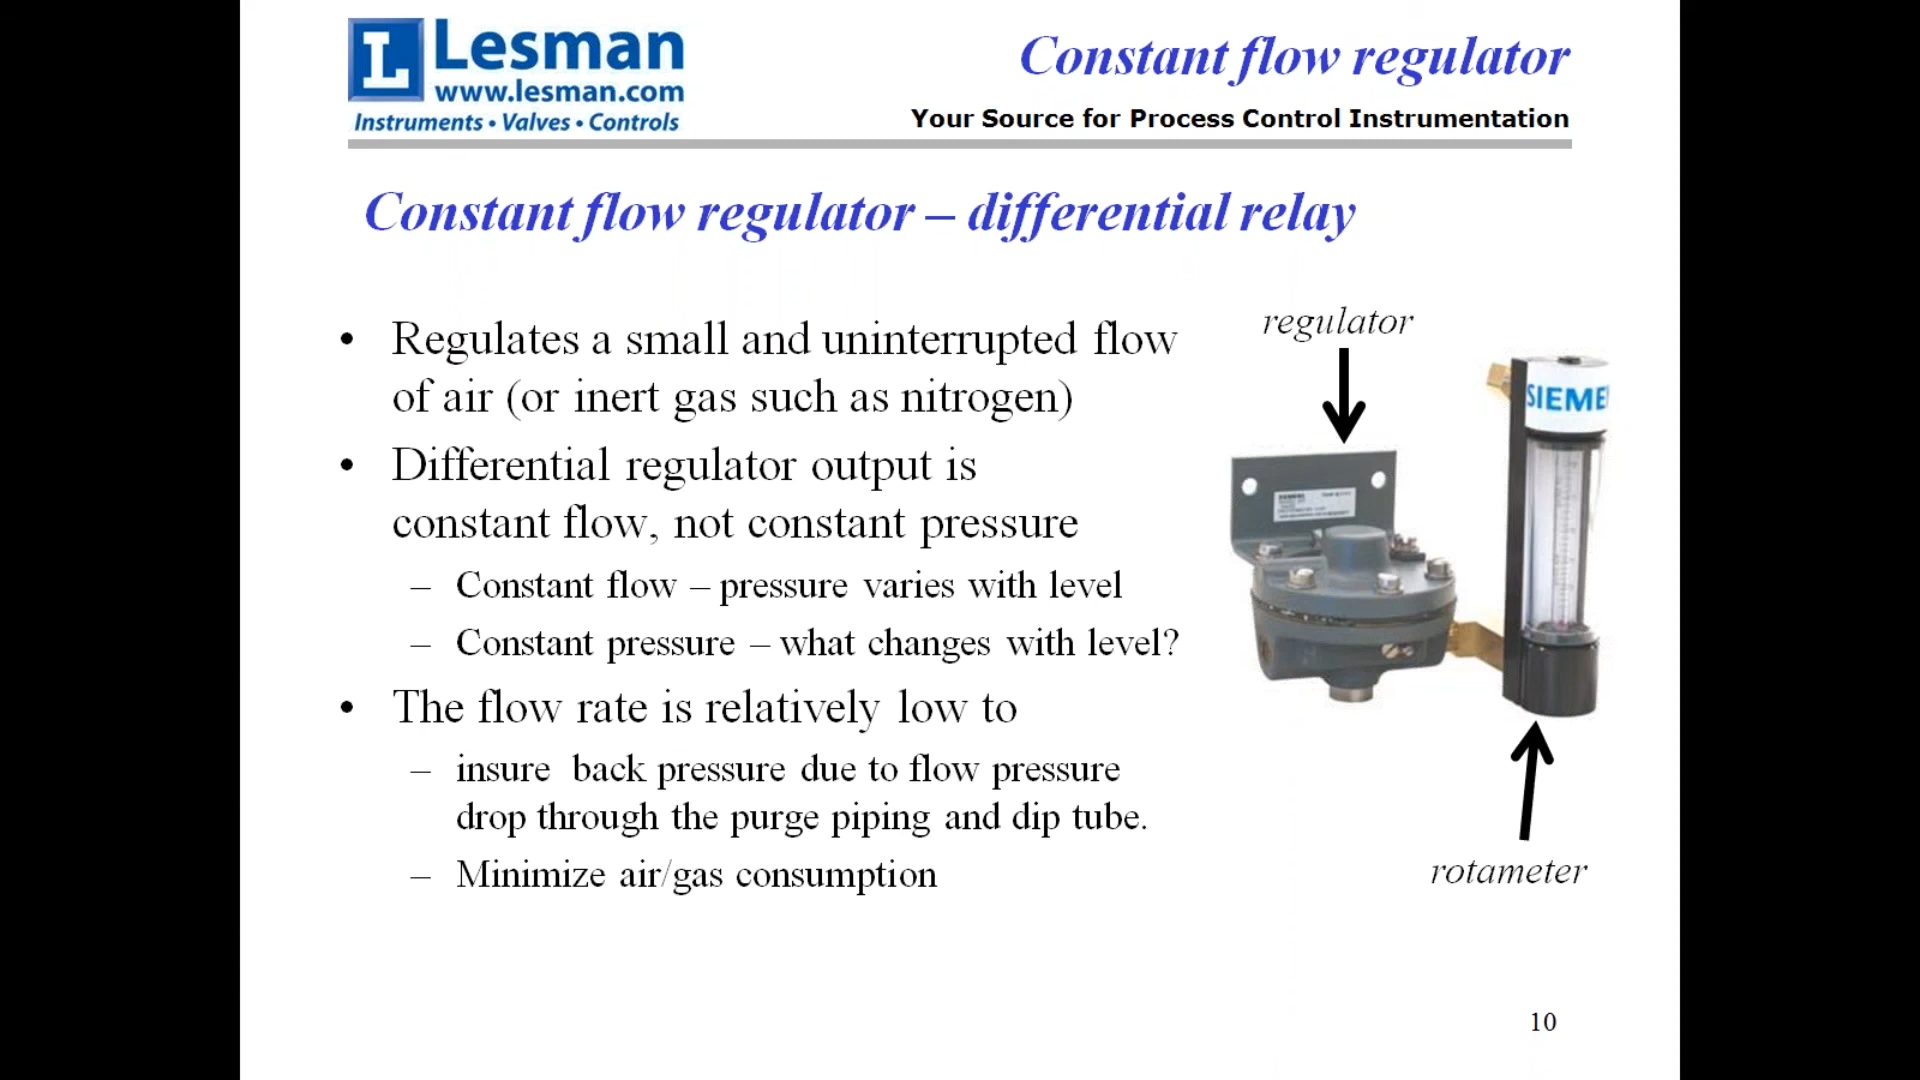 Lesman
www.lesman.com
Instruments • Valves • Controls
Constant flow regulator
Your Source for Process Control Instrumentation
Constant flow regulator – differential relay
• Regulates a small and uninterrupted flow
of air (or inert gas such as nitrogen)
• Differential regulator output is
constant flow, not constant pressure
– Constant flow – pressure varies with level
– Constant pressure – what changes with level?
• The flow rate is relatively low to
– insure back pressure due to flow pressure
drop through the purge piping and dip tube.
– Minimize air/gas consumption
regulator
SIEME
rotameter
10